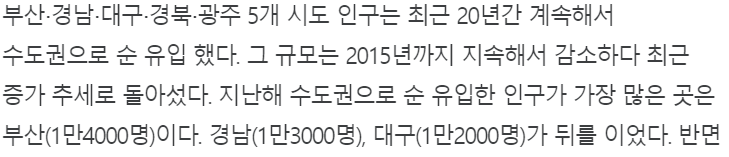 부산·경남·대구·경북·광주 5개 시도 인구는 최근 20년간 계속해서
수도권으로 순 유입 했다. 그 규모는 2015년까지 지속해서 감소하다 최근
증가 추세로 돌아섰다. 지난해 수도권으로 순 유입한 인구가 가장 많은 곳은
부산(1만4000명)이다. 경남(1만3000명), 대구(1만2000명)가 뒤를 이었다. 반면